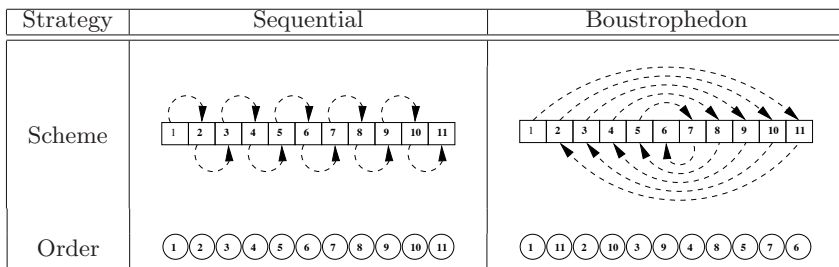 Strategy Sequential Boustrophedon
Scheme 1 2 3 4 5 6 7 8 9 10 11 1 2 3 4 5 6 7 8 9 10 11
Order 1 2 3 4 5 6 7 8 9 10 11 1 11 2 10 3 9 4 8 5 7 6